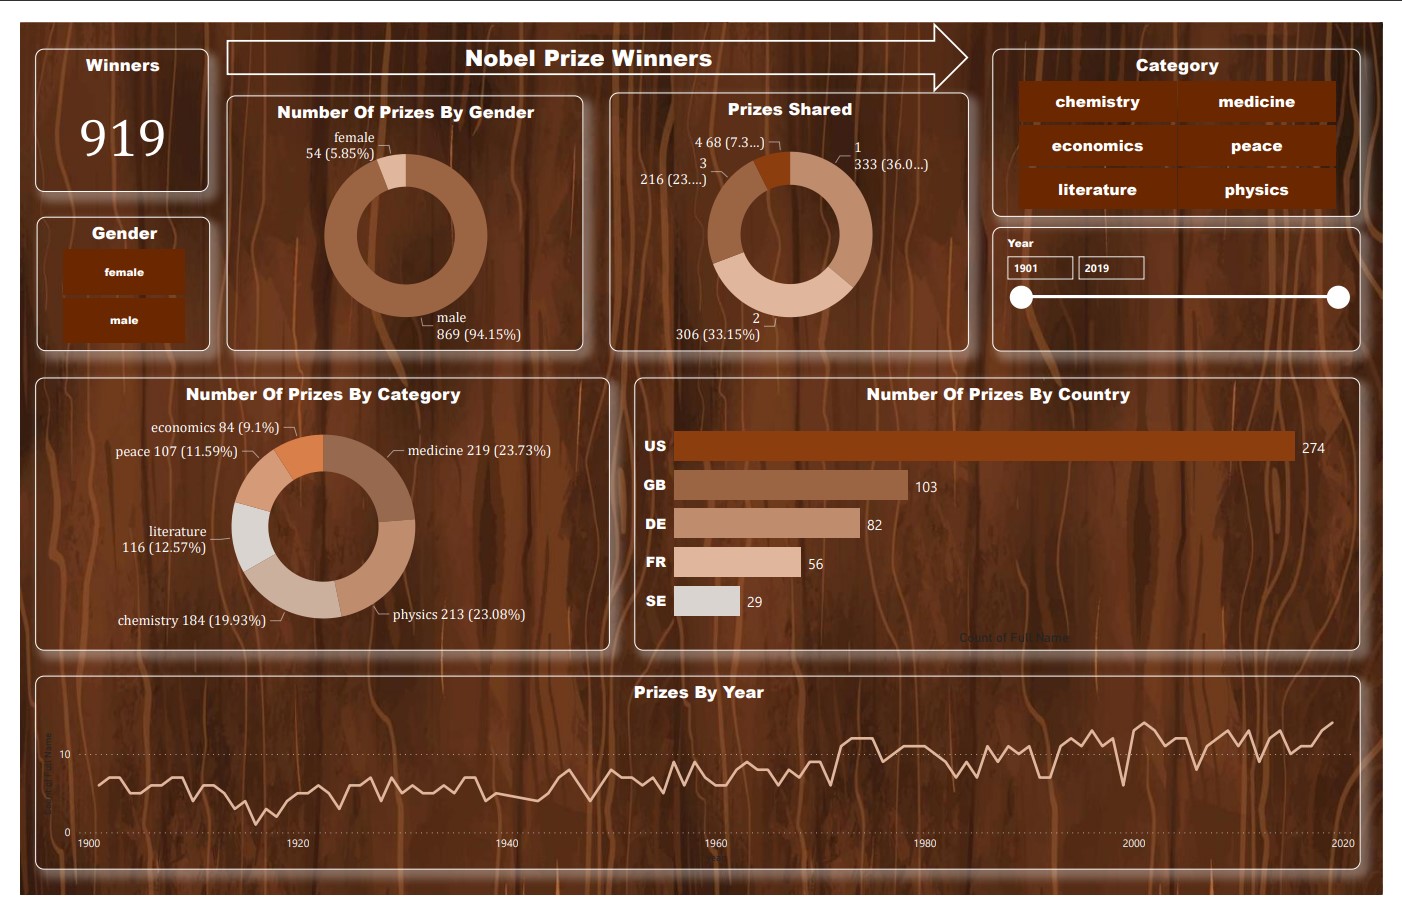 Nobel Prize Winners
Winners
919
Gender
female
male
Number Of Prizes By Gender
female
54 (5.85%)
male
869 (94.15%)
Prizes Shared
4 68 (7.3...)
1
333 (36.0...)
3
216 (23....)
2
306 (33.15%)
Category
chemistry
medicine
economics
peace
literature
physics
Year
1901
2019
Number Of Prizes By Category
economics 84 (9.1%)
peace 107 (11.59%)
medicine 219 (23.73%)
literature
116 (12.57%)
chemistry 184 (19.93%)
physics 213 (23.08%)
Number Of Prizes By Country
US 274
GB 103
DE 82
FR 56
SE 29
Count of Full Name
Prizes By Year
10
0
1900 1920 1940 1960 1980 2000 2020